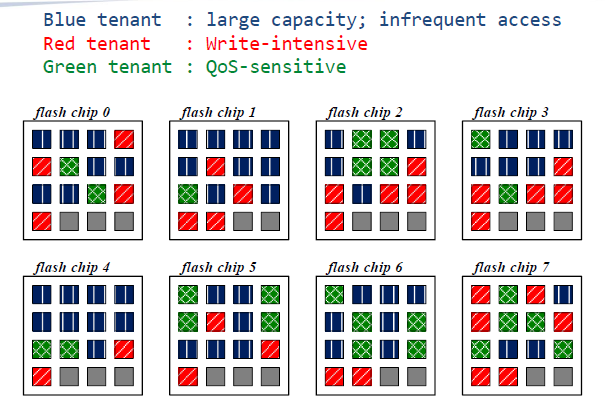 Blue tenant : large capacity; infrequent access
Red tenant : Write-intensive
Green tenant : QoS-sensitive
flash chip 0
flash chip 1
flash chip 2
flash chip 3
flash chip 4
flash chip 5
flash chip 6
flash chip 7